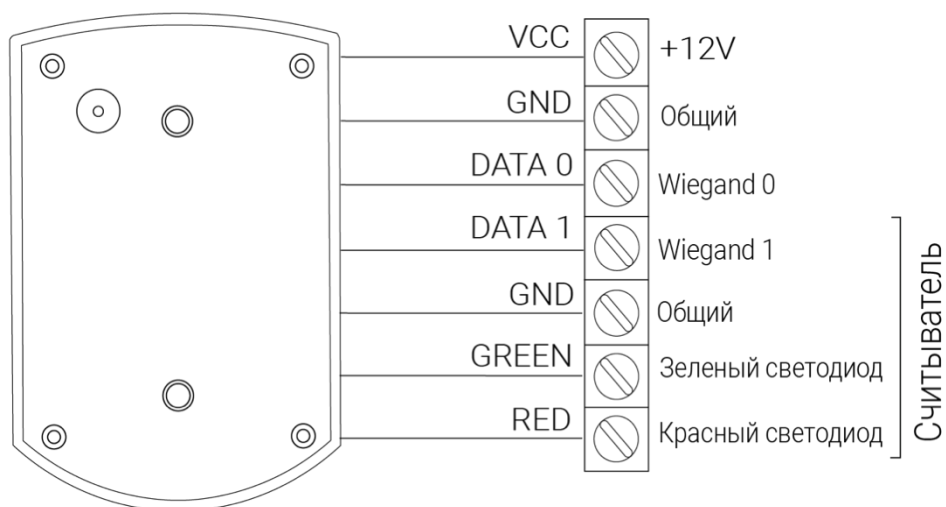 VCC +12V
GND Общий
DATA 0 Wiegand 0
DATA 1 Wiegand 1
GND Общий
GREEN Зеленый светодиод
RED Красный светодиод
Считыватель